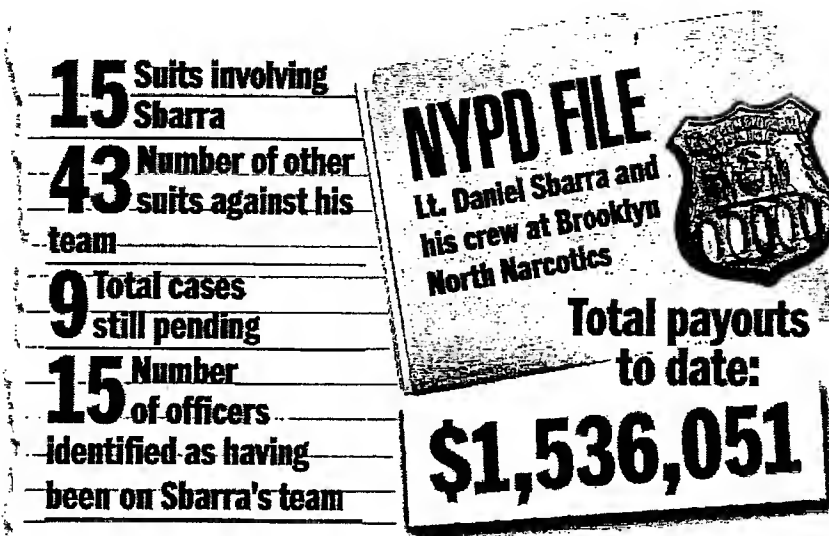 15 Suits involving
Sbarra
43 Number of other
suits against his
team
9 Total cases
still pending
15 Number
of officers
identified as having
been on Sbarra's team
NYPD FILE
Lt. Daniel Sbarra and
his crew at Brooklyn
North Narcotics
00000
Total payouts
to date:
$1,536,051